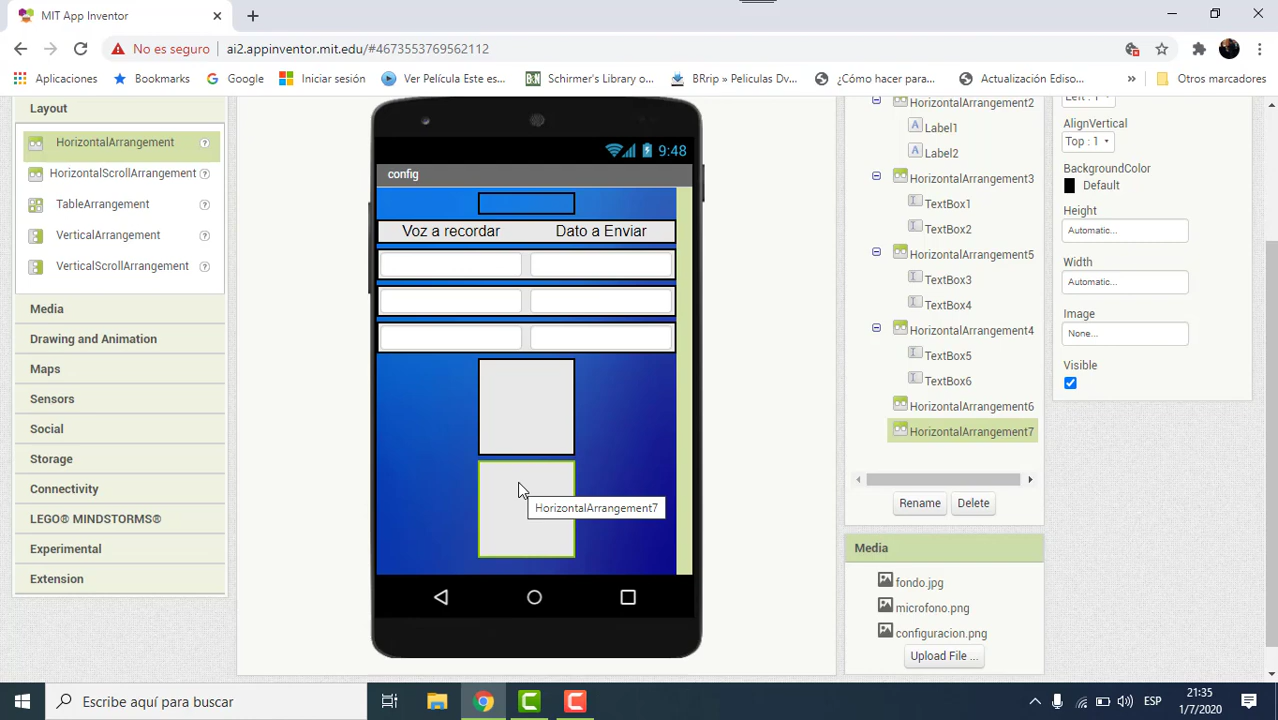 MIT App Inventor
No es seguro
ai2.appinventor.mit.edu/#4673553769562112
Aplicaciones
Bookmarks
Google
Iniciar sesión
Ver Película Este es...
Schirmer's Library o...
BRrip » Peliculas Dv...
¿Cómo hacer para...
Actualización Ediso...
»
Otros marcadores
Layout
HorizontalArrangement
HorizontalScrollArrangement
TableArrangement
VerticalArrangement
VerticalScrollArrangement
Media
Drawing and Animation
Maps
Sensors
Social
Storage
Connectivity
LEGO® MINDSTORMS®
Experimental
Extension
9:48
config
Voz a recordar
Dato a Enviar
HorizontalArrangement7
HorizontalArrangement2
Label1
Label2
HorizontalArrangement3
TextBox1
TextBox2
HorizontalArrangement5
TextBox3
TextBox4
HorizontalArrangement4
TextBox5
TextBox6
HorizontalArrangement6
HorizontalArrangement7
Rename
Delete
Media
fondo.jpg
microfono.png
configuracion.png
Upload File ...
Left : 1
AlignVertical
Top : 1
BackgroundColor
Default
Height
Automatic...
Width
Automatic...
Image
None...
Visible
Escribe aquí para buscar
ESP
21:35
1/7/2020